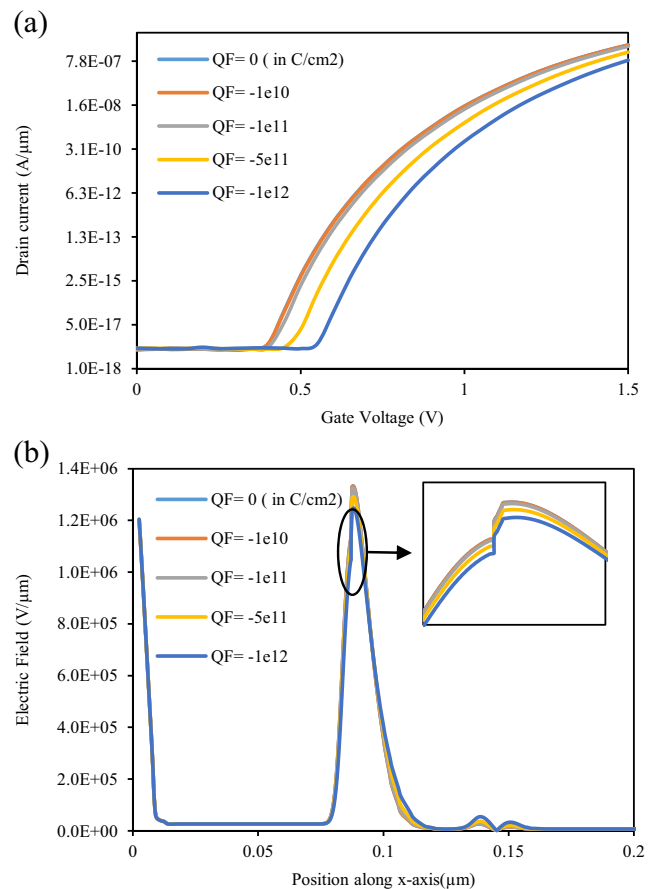 (a)
7.8E-07
1.6E-08
3.1E-10
6.3E-12
1.3E-13
2.5E-15
5.0E-17
1.0E-18
Drain current (A/µm)
QF= 0 ( in C/cm2)
QF= -1e10
QF= -1e11
QF= -5e11
QF= -1e12
0 0.5 1 1.5
Gate Voltage (V)
(b)
1.4E+06
1.2E+06
1.0E+06
8.0E+05
6.0E+05
4.0E+05
2.0E+05
0.0E+00
Electric Field (V/µm)
QF= 0 ( in C/cm2)
QF= -1e10
QF= -1e11
QF= -5e11
QF= -1e12
0 0.05 0.1 0.15 0.2
Position along x-axis(µm)